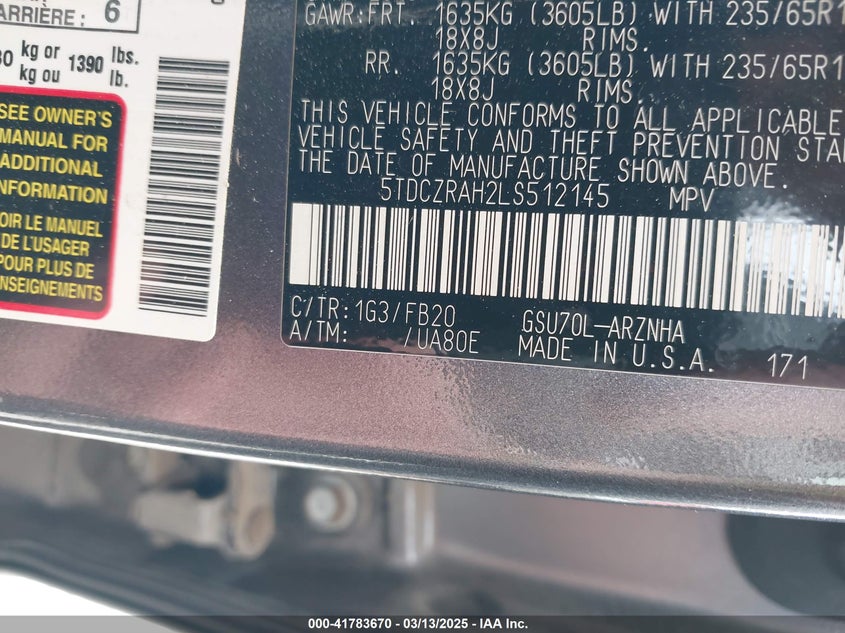 ARRIÈRE: 6
kg or 1390 lbs.
kg ou lb.
SEE OWNER'S
MANUAL FOR
ADDITIONAL
INFORMATION
VOIR LE MANUEL
DE L'USAGER
POUR PLUS DE
RENSEIGNEMENTS
GAWR:FRT. 1635KG (3605LB) WITH 235/65R1
18X8J RIMS.
RR. 1635KG (3605LB) WITH 235/65R1
18X8J RIMS.
THIS VEHICLE CONFORMS TO ALL APPLICABLE
VEHICLE SAFETY AND THEFT PREVENTION STA
THE DATE OF MANUFACTURE SHOWN ABOVE.
5TDCZRAH2LS512145 MPV
C/TR: 1G3/FB20 GSU70L-ARZNHA
A/TM: /UA80E MADE IN U.S.A. 171
000-41783670 - 03/13/2025 - IAA Inc.